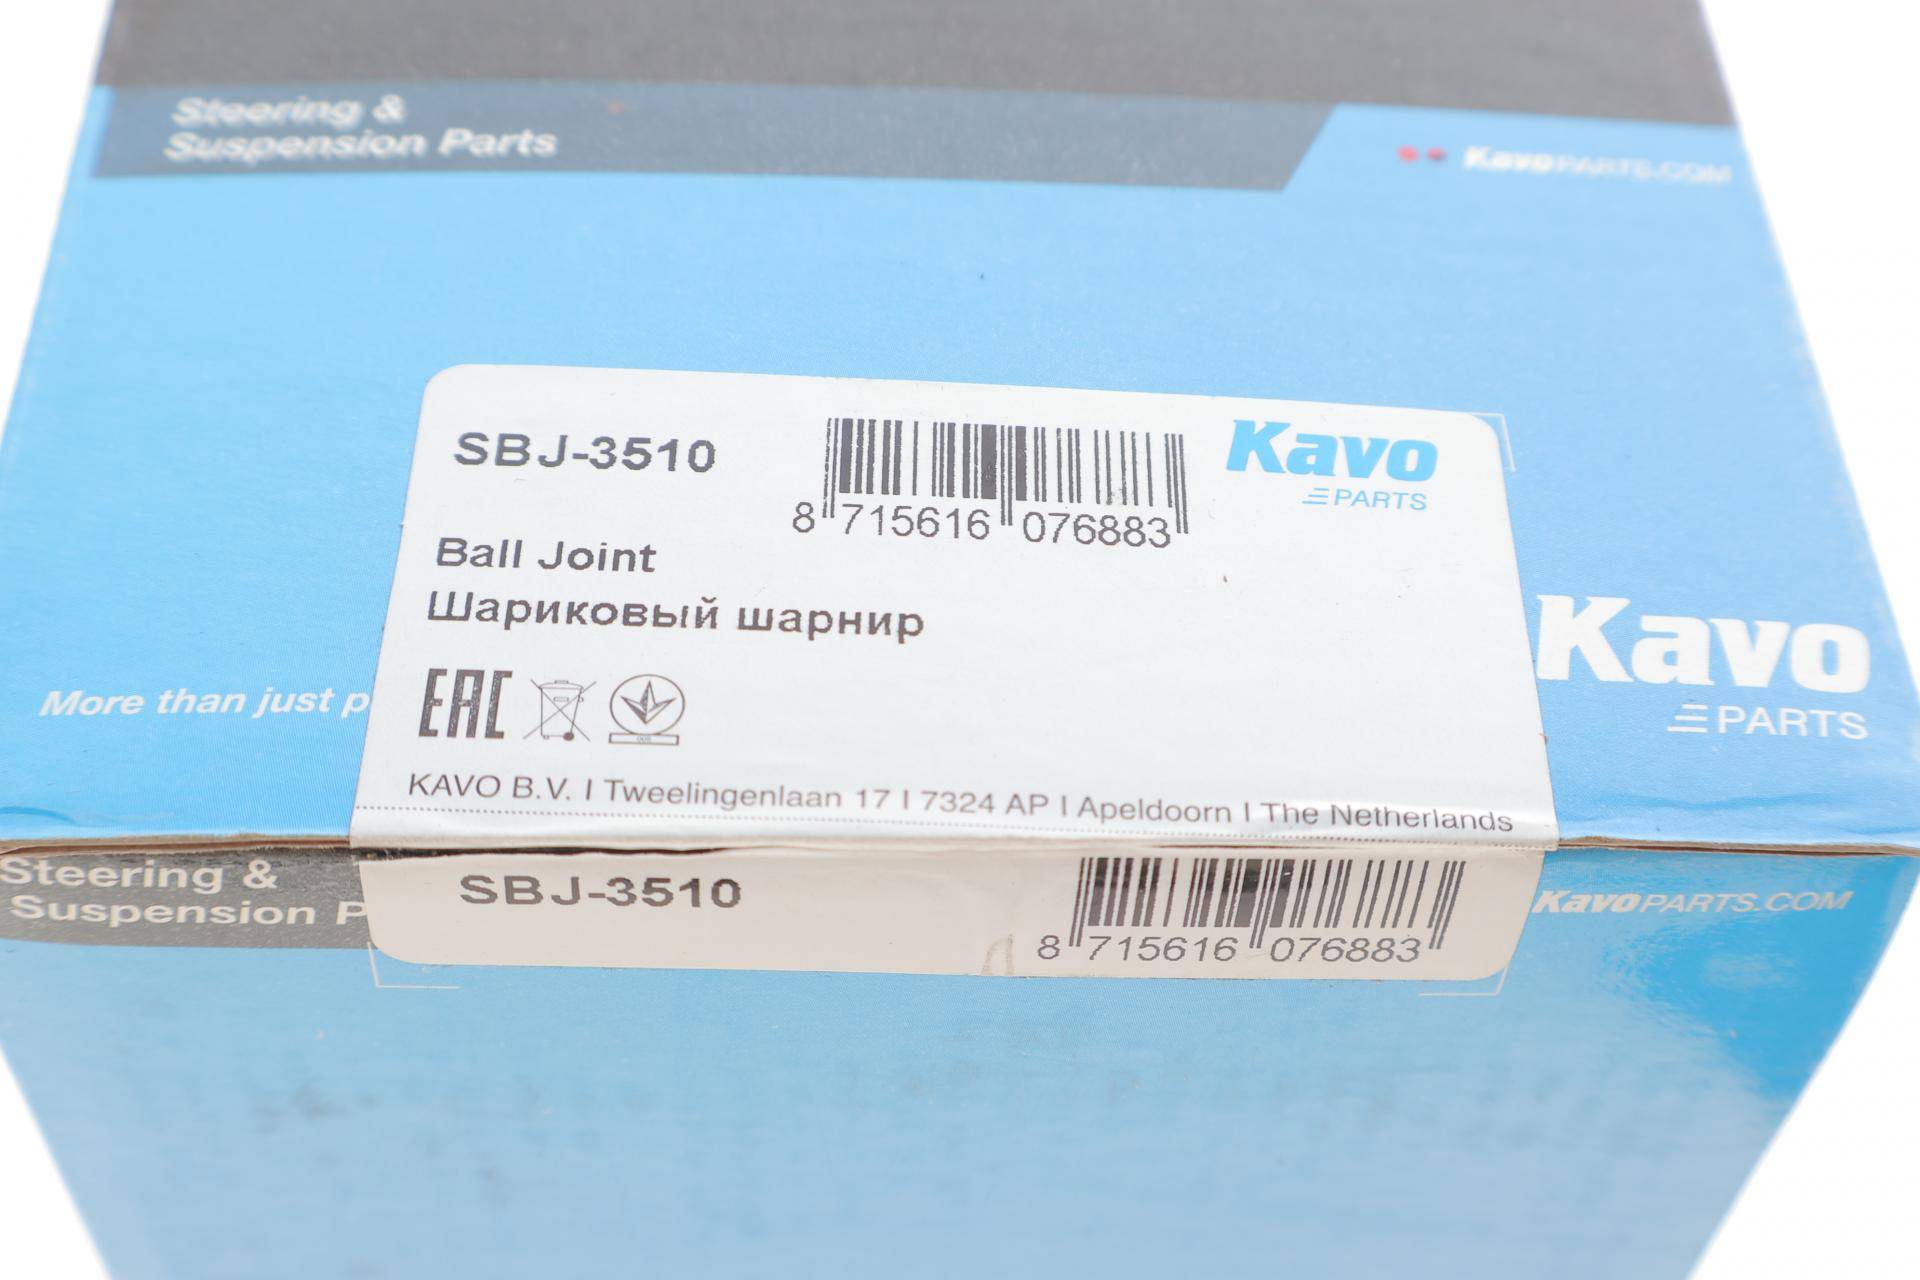 Steering &
Suspension Parts
KavoPARTS.COM
SBJ-3510
8 715616 076883
Kavo
PARTS
Ball Joint
Шариковый шарнир
Kavo
PARTS
More than just p
EAC
KAVO B.V. I Tweelingenlaan 17 I 7324 AP I Apeldoorn I The Netherlands
Steering &
Suspension P
SBJ-3510
8 715616 076883
KavoPARTS.COM